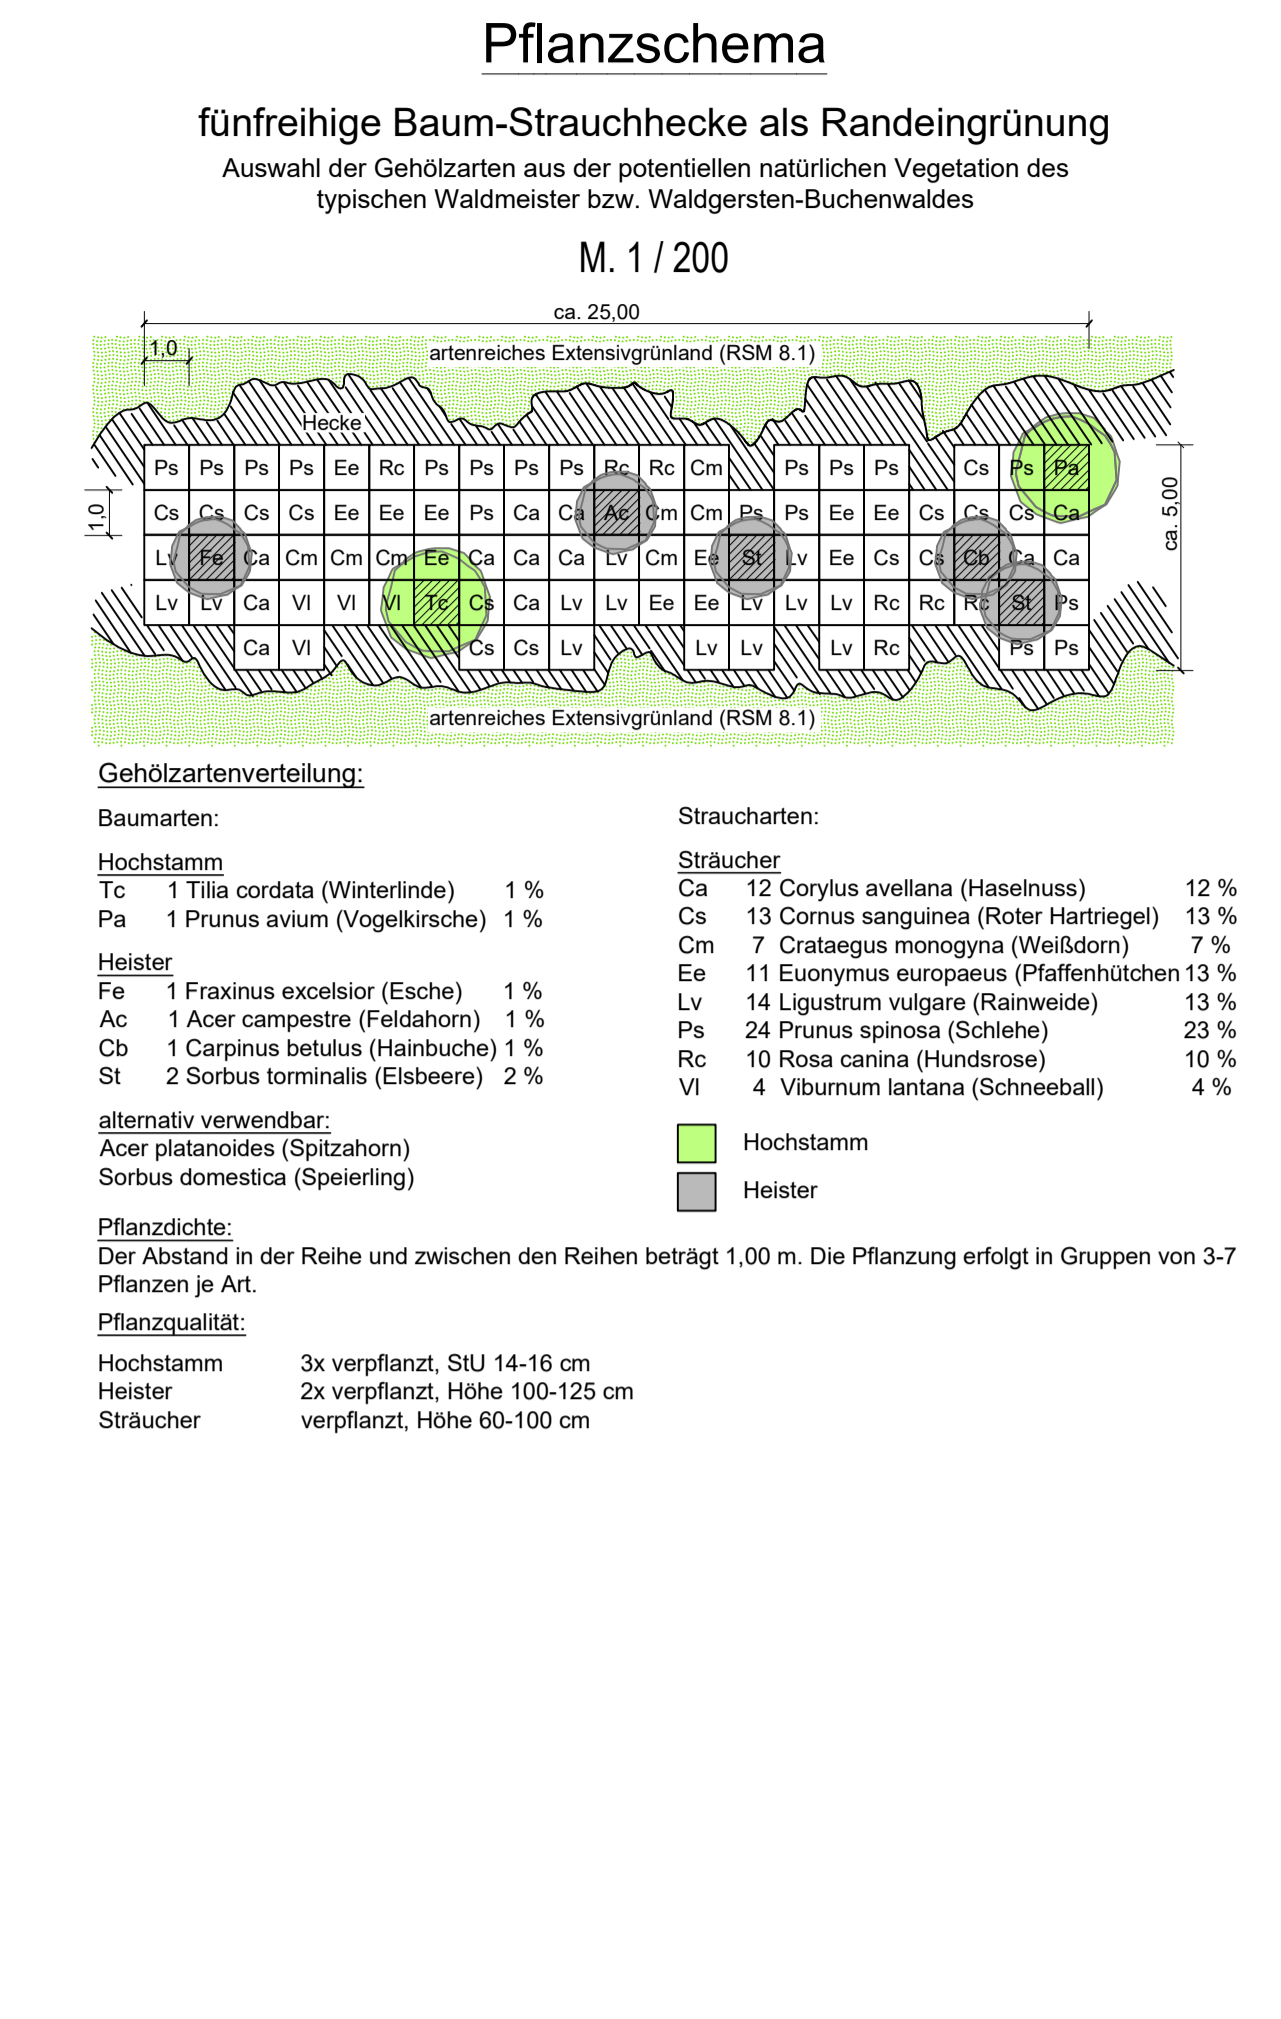 Pflanzschema
fünfreihige Baum-Strauchhecke als Randeingrünung
Auswahl der Gehölzarten aus der potentiellen natürlichen Vegetation des
typischen Waldmeister bzw. Waldgersten-Buchenwaldes
M. 1 / 200
ca. 25,00
1,0
artenreiches Extensivgrünland (RSM 8.1)
Hecke
Ps Ps Ps Ps Ee Rc Ps Ps Ps Ps Rc Rc Cm Ps Ps Ps Cs Ps Pa
1,0
ca. 5,00
Cs Cs Cs Cs Ee Ee Ee Ps Ca Ca Ac Cm Cm Ps Ps Ee Ee Cs Cs Cs Ca
Lv Fe Ca Cm Cm Cm Ee Ca Ca Ca Lv Cm Ee St Lv Ee Cs Cs Cb Ca Ca
Lv Lv Ca Vl Vl Vl Tc Cs Ca Lv Lv Ee Ee Lv Lv Lv Rc Rc Rc St Ps
Ca Vl Cs Cs Lv Lv Lv Lv Rc Ps Ps
artenreiches Extensivgrünland (RSM 8.1)
Gehölzartenverteilung:
Baumarten:
Hochstamm
Tc 1 Tilia cordata (Winterlinde) 1 %
Pa 1 Prunus avium (Vogelkirsche) 1 %
Heister
Fe 1 Fraxinus excelsior (Esche) 1 %
Ac 1 Acer campestre (Feldahorn) 1 %
Cb 1 Carpinus betulus (Hainbuche) 1 %
St 2 Sorbus torminalis (Elsbeere) 2 %
alternativ verwendbar:
Acer platanoides (Spitzahorn)
Sorbus domestica (Speierling)
Straucharten:
Sträucher
Ca 12 Corylus avellana (Haselnuss) 12 %
Cs 13 Cornus sanguinea (Roter Hartriegel) 13 %
Cm 7 Crataegus monogyna (Weißdorn) 7 %
Ee 11 Euonymus europaeus (Pfaffenhütchen 13 %
Lv 14 Ligustrum vulgare (Rainweide) 13 %
Ps 24 Prunus spinosa (Schlehe) 23 %
Rc 10 Rosa canina (Hundsrose) 10 %
Vl 4 Viburnum lantana (Schneeball) 4 %
Hochstamm
Heister
Pflanzdichte:
Der Abstand in der Reihe und zwischen den Reihen beträgt 1,00 m. Die Pflanzung erfolgt in Gruppen von 3-7
Pflanzen je Art.
Pflanzqualität:
Hochstamm 3x verpflanzt, StU 14-16 cm
Heister 2x verpflanzt, Höhe 100-125 cm
Sträucher verpflanzt, Höhe 60-100 cm